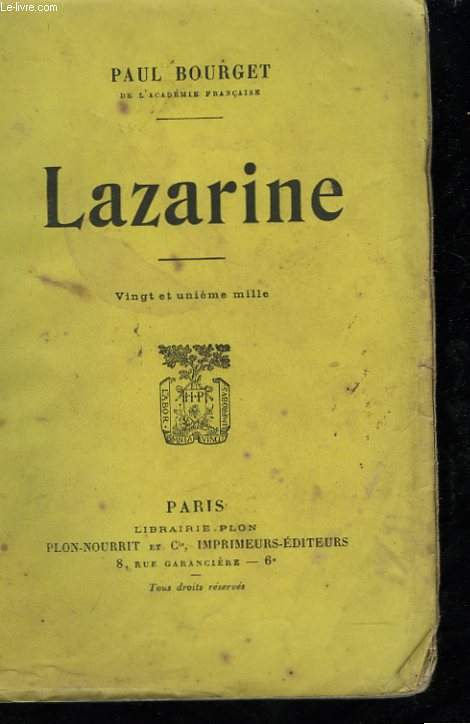 © Le-livre.com
PAUL BOURGET
DE L'ACADÉMIE FRANÇAISE
Lazarine
Vingt et unième mille
LABOR
H·P
PARIS
LIBRAIRIE PLON
PLON-NOURRIT ET Cie, IMPRIMEURS-ÉDITEURS
8, RUE GARANCIÈRE — 6e
Tous droits réservés